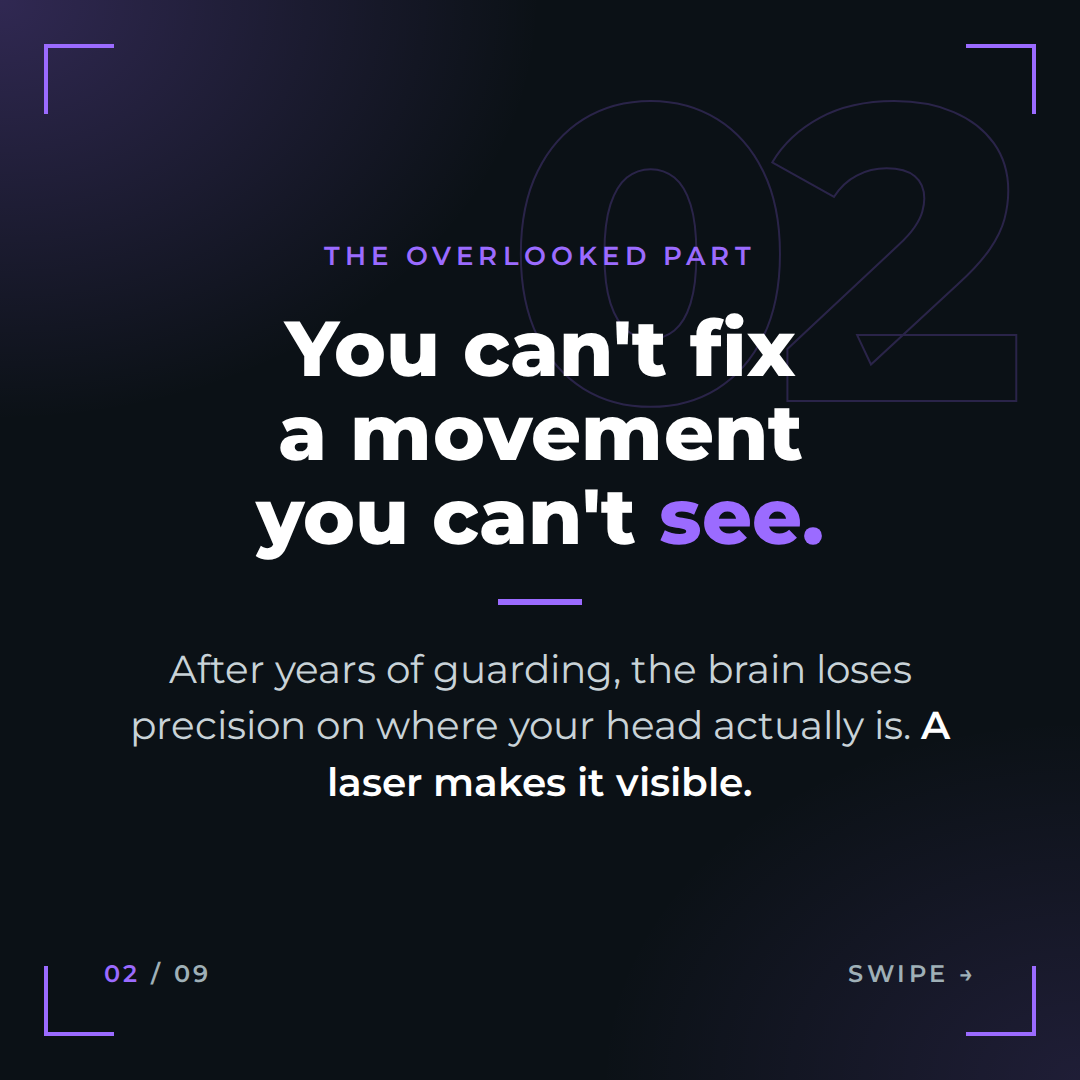 02
THE OVERLOOKED PART
You can't fix
a movement
you can't see.
After years of guarding, the brain loses
precision on where your head actually is. A
laser makes it visible.
02 / 09
SWIPE →